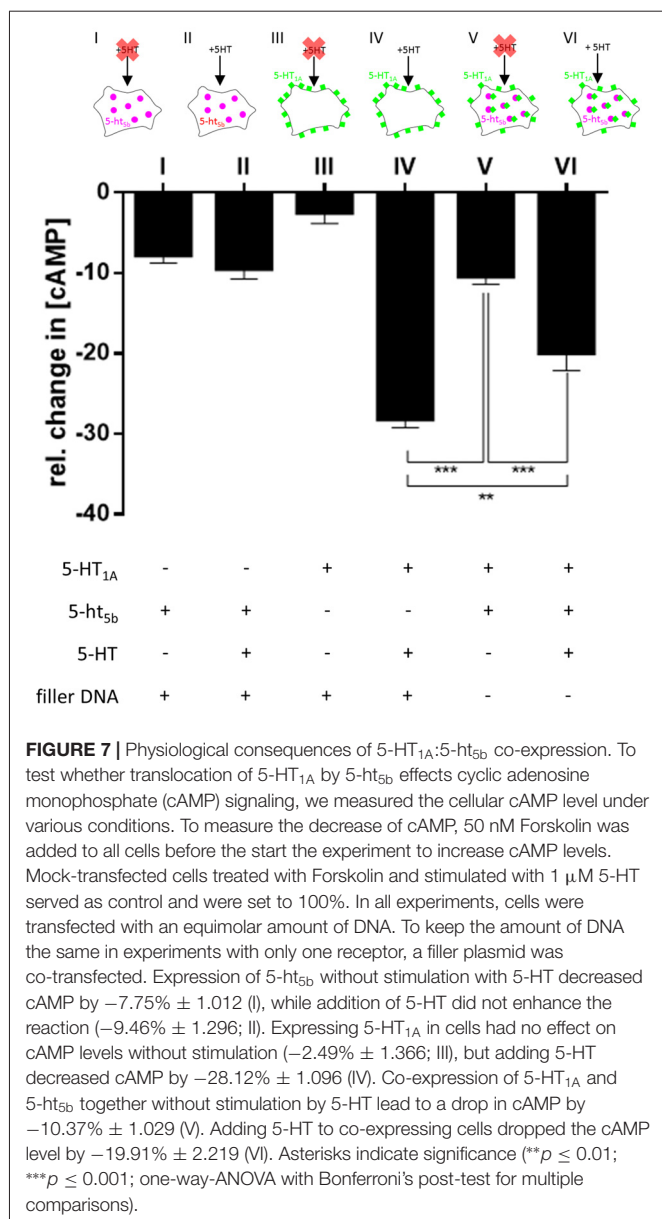 I II III IV V VI
+5HT +5HT +5HT +5HT +5HT + 5HT
5-HT1A 5-HT1A 5-HT1A 5-HT1A
5-ht5b 5-ht5b 5-ht5b 5-ht5b
I II III IV V VI
0
-10
-20
-30
-40
rel. change in [cAMP]
*** ***
**
5-HT1A - - + + + +
5-ht5b + + - - + +
5-HT - + - + - +
filler DNA + + + + - -
FIGURE 7 | Physiological consequences of 5-HT1A:5-ht5b co-expression. To
test whether translocation of 5-HT1A by 5-ht5b effects cyclic adenosine
monophosphate (cAMP) signaling, we measured the cellular cAMP level under
various conditions. To measure the decrease of cAMP, 50 nM Forskolin was
added to all cells before the start the experiment to increase cAMP levels.
Mock-transfected cells treated with Forskolin and stimulated with 1 μM 5-HT
served as control and were set to 100%. In all experiments, cells were
transfected with an equimolar amount of DNA. To keep the amount of DNA
the same in experiments with only one receptor, a filler plasmid was
co-transfected. Expression of 5-ht5b without stimulation with 5-HT decreased
cAMP by −7.75% ± 1.012 (I), while addition of 5-HT did not enhance the
reaction (−9.46% ± 1.296; II). Expressing 5-HT1A in cells had no effect on
cAMP levels without stimulation (−2.49% ± 1.366; III), but adding 5-HT
decreased cAMP by −28.12% ± 1.096 (IV). Co-expression of 5-HT1A and
5-ht5b together without stimulation by 5-HT lead to a drop in cAMP by
−10.37% ± 1.029 (V). Adding 5-HT to co-expressing cells dropped the cAMP
level by −19.91% ± 2.219 (VI). Asterisks indicate significance (**p ≤ 0.01;
***p ≤ 0.001; one-way-ANOVA with Bonferroni's post-test for multiple
comparisons).